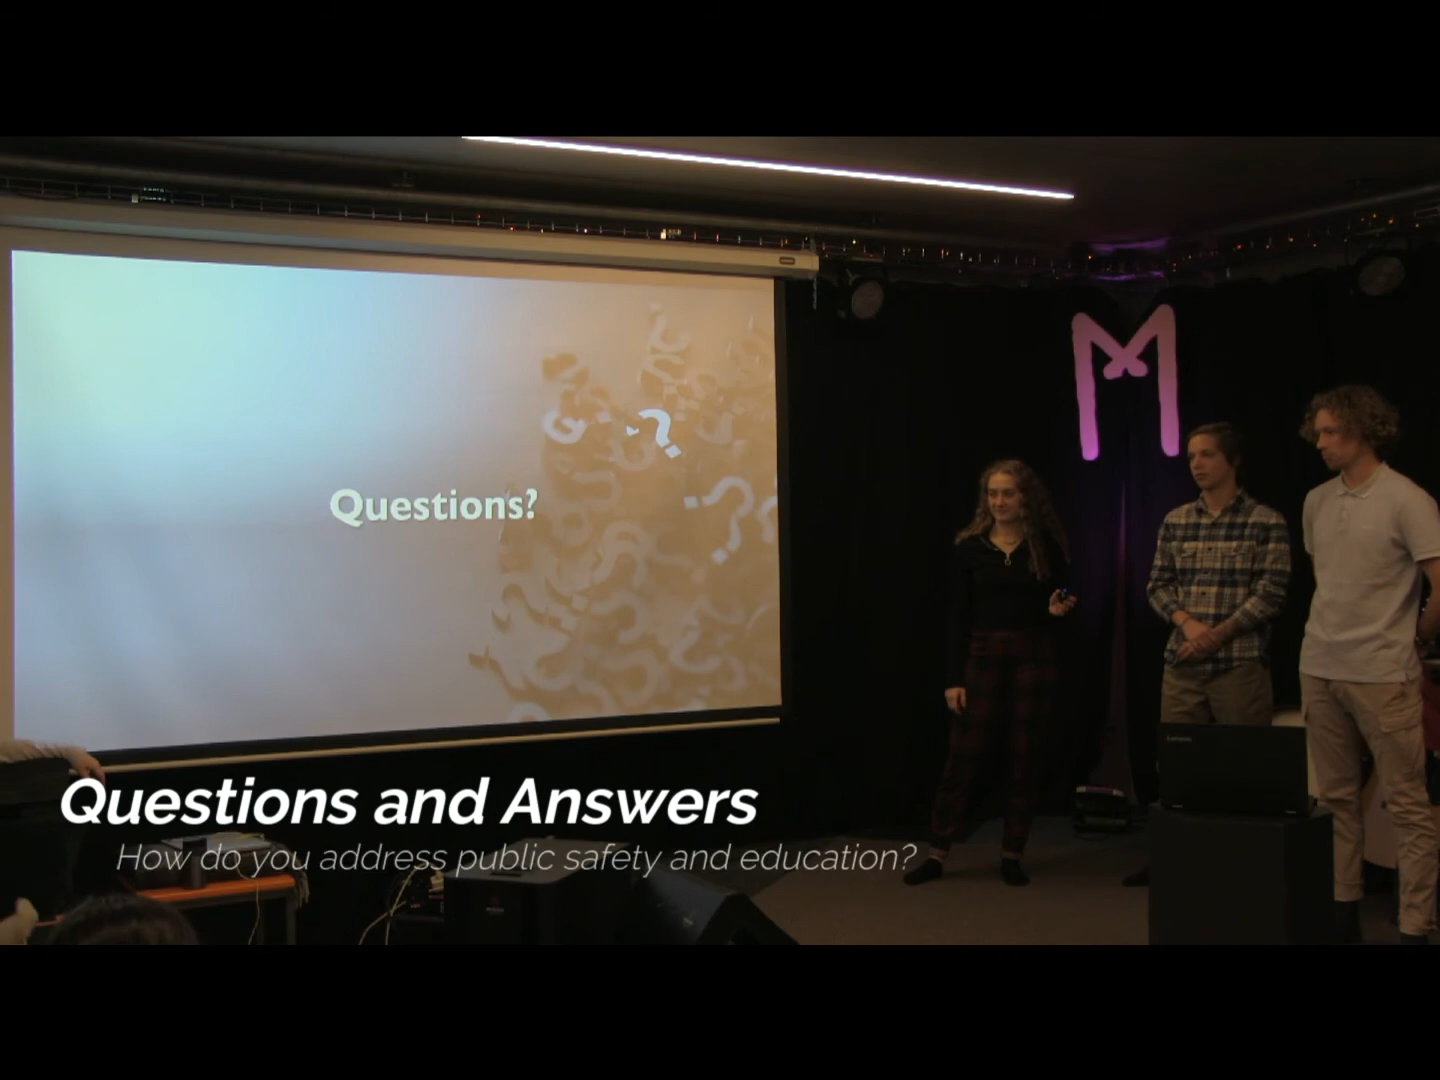 Questions?
M
Questions and Answers
How do you address public safety and education?